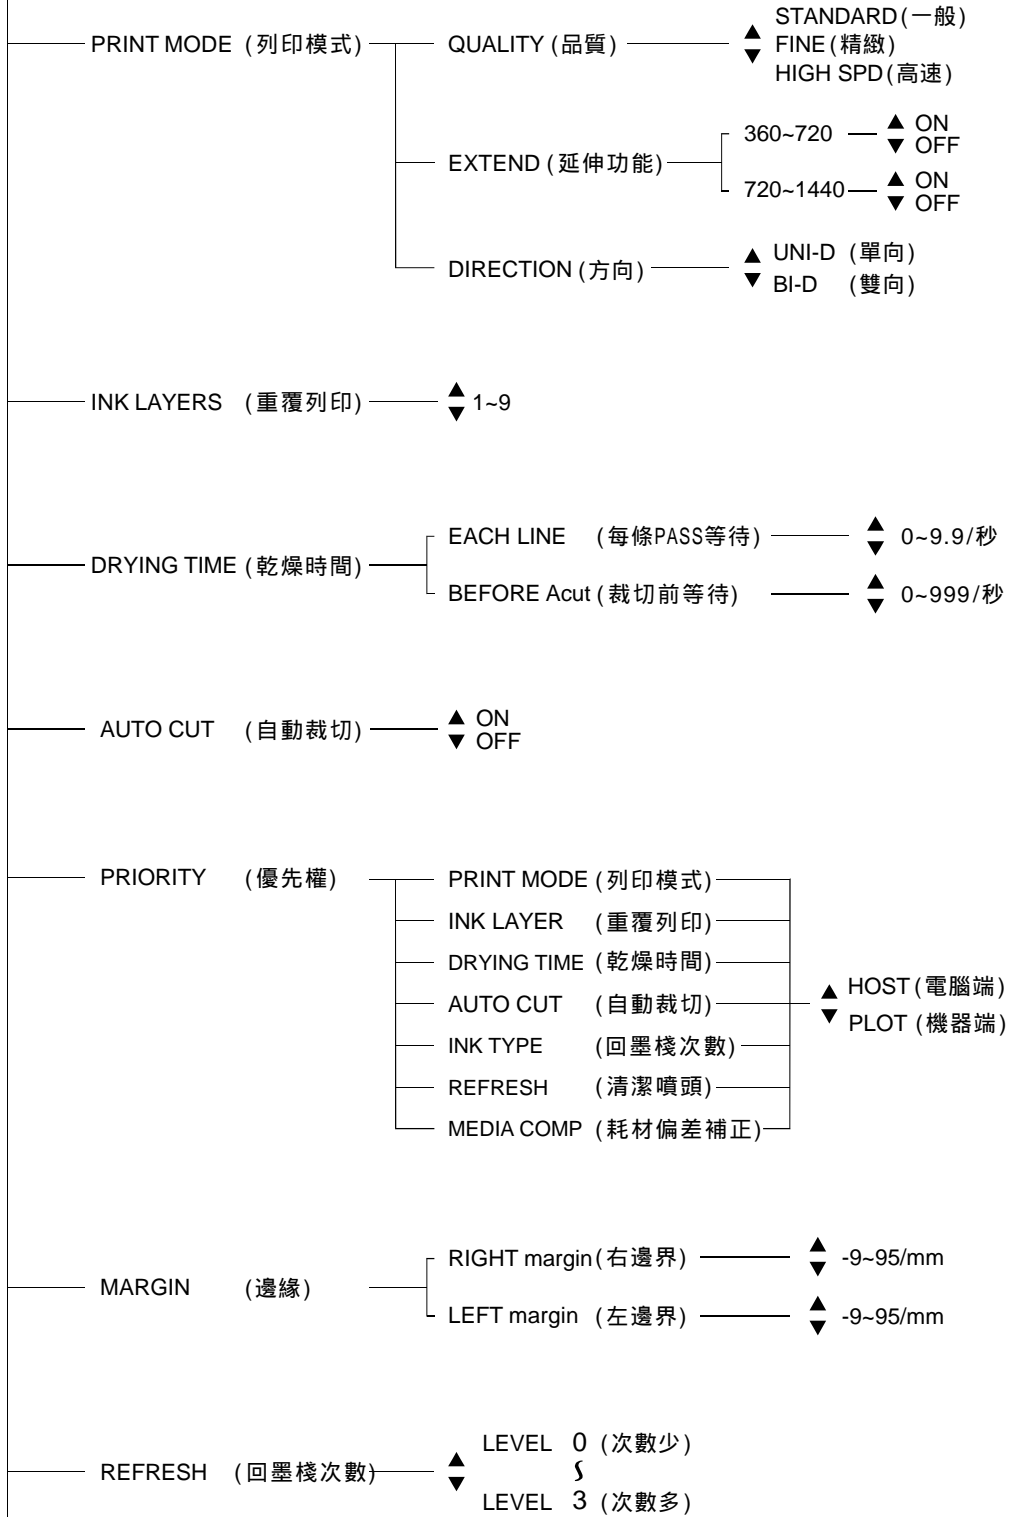 PRINT MODE (列印模式)
QUALITY (品質)
STANDARD (一般)
FINE (精緻)
HIGH SPD (高速)
EXTEND (延伸功能)
360~720
▲ ON
▼ OFF
720~1440
▲ ON
▼ OFF
DIRECTION (方向)
▲ UNI-D (單向)
▼ BI-D (雙向)
INK LAYERS (重覆列印)
1~9
DRYING TIME (乾燥時間)
EACH LINE (每條PASS等待)
0~9.9/秒
BEFORE Acut (裁切前等待)
0~999/秒
AUTO CUT (自動裁切)
▲ ON
▼ OFF
PRIORITY (優先權)
PRINT MODE (列印模式)
INK LAYER (重覆列印)
DRYING TIME (乾燥時間)
AUTO CUT (自動裁切)
INK TYPE (回墨棧次數)
REFRESH (清潔噴頭)
MEDIA COMP (耗材偏差補正)
▲ HOST (電腦端)
▼ PLOT (機器端)
MARGIN (邊緣)
RIGHT margin (右邊界)
-9~95/mm
LEFT margin (左邊界)
-9~95/mm
REFRESH (回墨棧次數)
LEVEL 0 (次數少)
∫
LEVEL 3 (次數多)